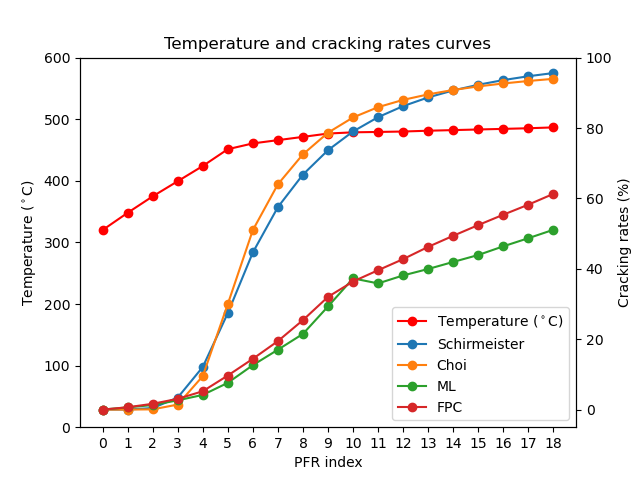 Temperature and cracking rates curves
600
500
400
300
200
100
0
Temperature (°C)
100
80
60
40
20
0
Cracking rates (%)
Temperature (°C)
Schirmeister
Choi
ML
FPC
0 1 2 3 4 5 6 7 8 9 10 11 12 13 14 15 16 17 18
PFR index